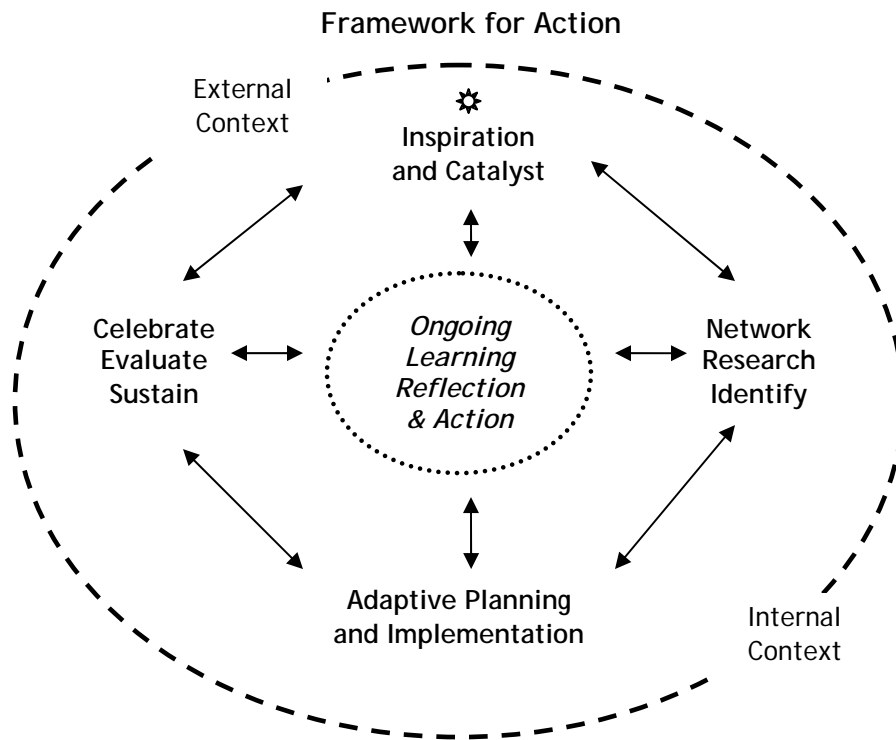 Framework for Action
External
Context
Inspiration
and Catalyst
Celebrate
Evaluate
Sustain
Ongoing
Learning
Reflection
& Action
Network
Research
Identify
Adaptive Planning
and Implementation
Internal
Context